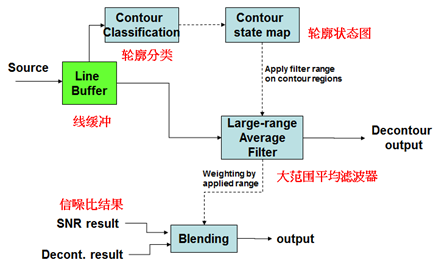 Contour
Classification
Contour
state map
轮廓状态图
轮廓分类
Source
Line
Buffer
线缓冲
Apply filter range
on contour regions
Large-range
Average
Filter
Decontour
output
大范围平均滤波器
Weighting by
applied range
信噪比结果
SNR result
Decont. result
Blending
output